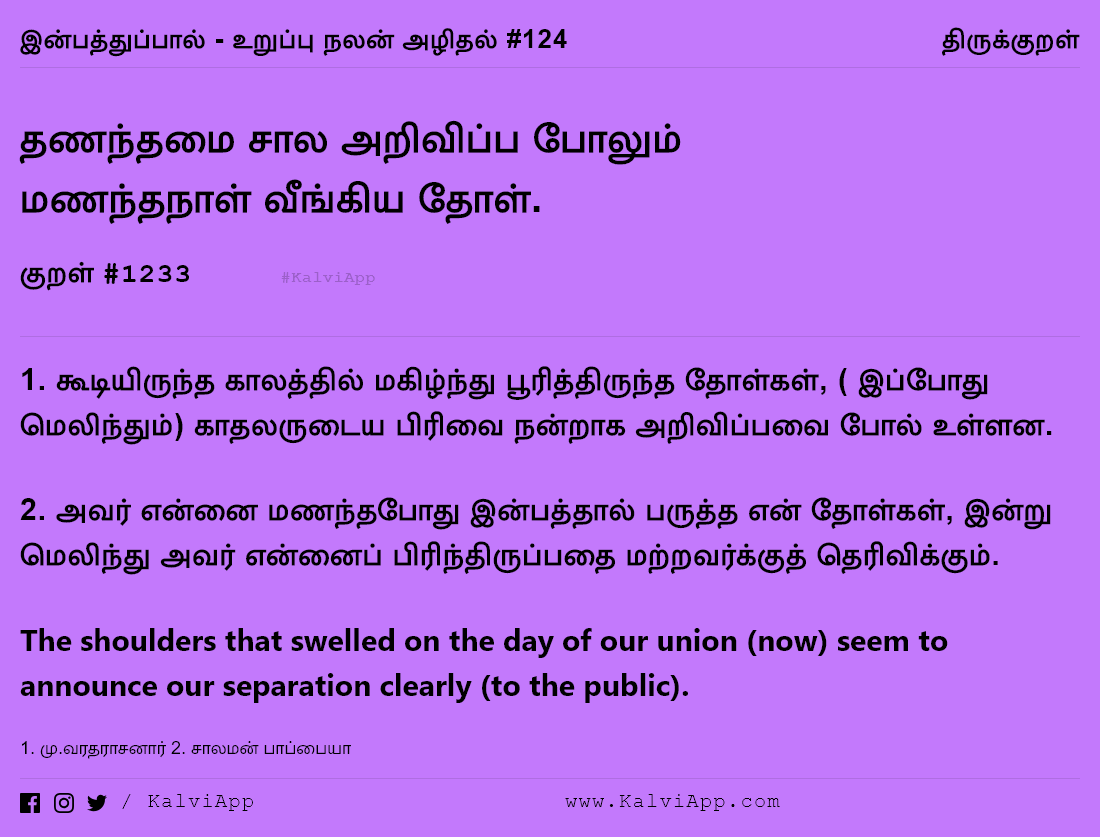 இன்பத்துப்பால் - உறுப்பு நலன் அழிதல் #124
திருக்குறள்
தணந்தமை சால அறிவிப்ப போலும்
மணந்தநாள் வீங்கிய தோள்.
குறள் #1233
#KalviApp
1. கூடியிருந்த காலத்தில் மகிழ்ந்து பூரித்திருந்த தோள்கள், ( இப்போது
மெலிந்தும்) காதலருடைய பிரிவை நன்றாக அறிவிப்பவை போல் உள்ளன.
2. அவர் என்னை மணந்தபோது இன்பத்தால் பருத்த என் தோள்கள், இன்று
மெலிந்து அவர் என்னைப் பிரிந்திருப்பதை மற்றவர்க்குத் தெரிவிக்கும்.
The shoulders that swelled on the day of our union (now) seem to
announce our separation clearly (to the public).
1. மு.வரதராசனார் 2. சாலமன் பாப்பையா
/ KalviApp
www.KalviApp.com